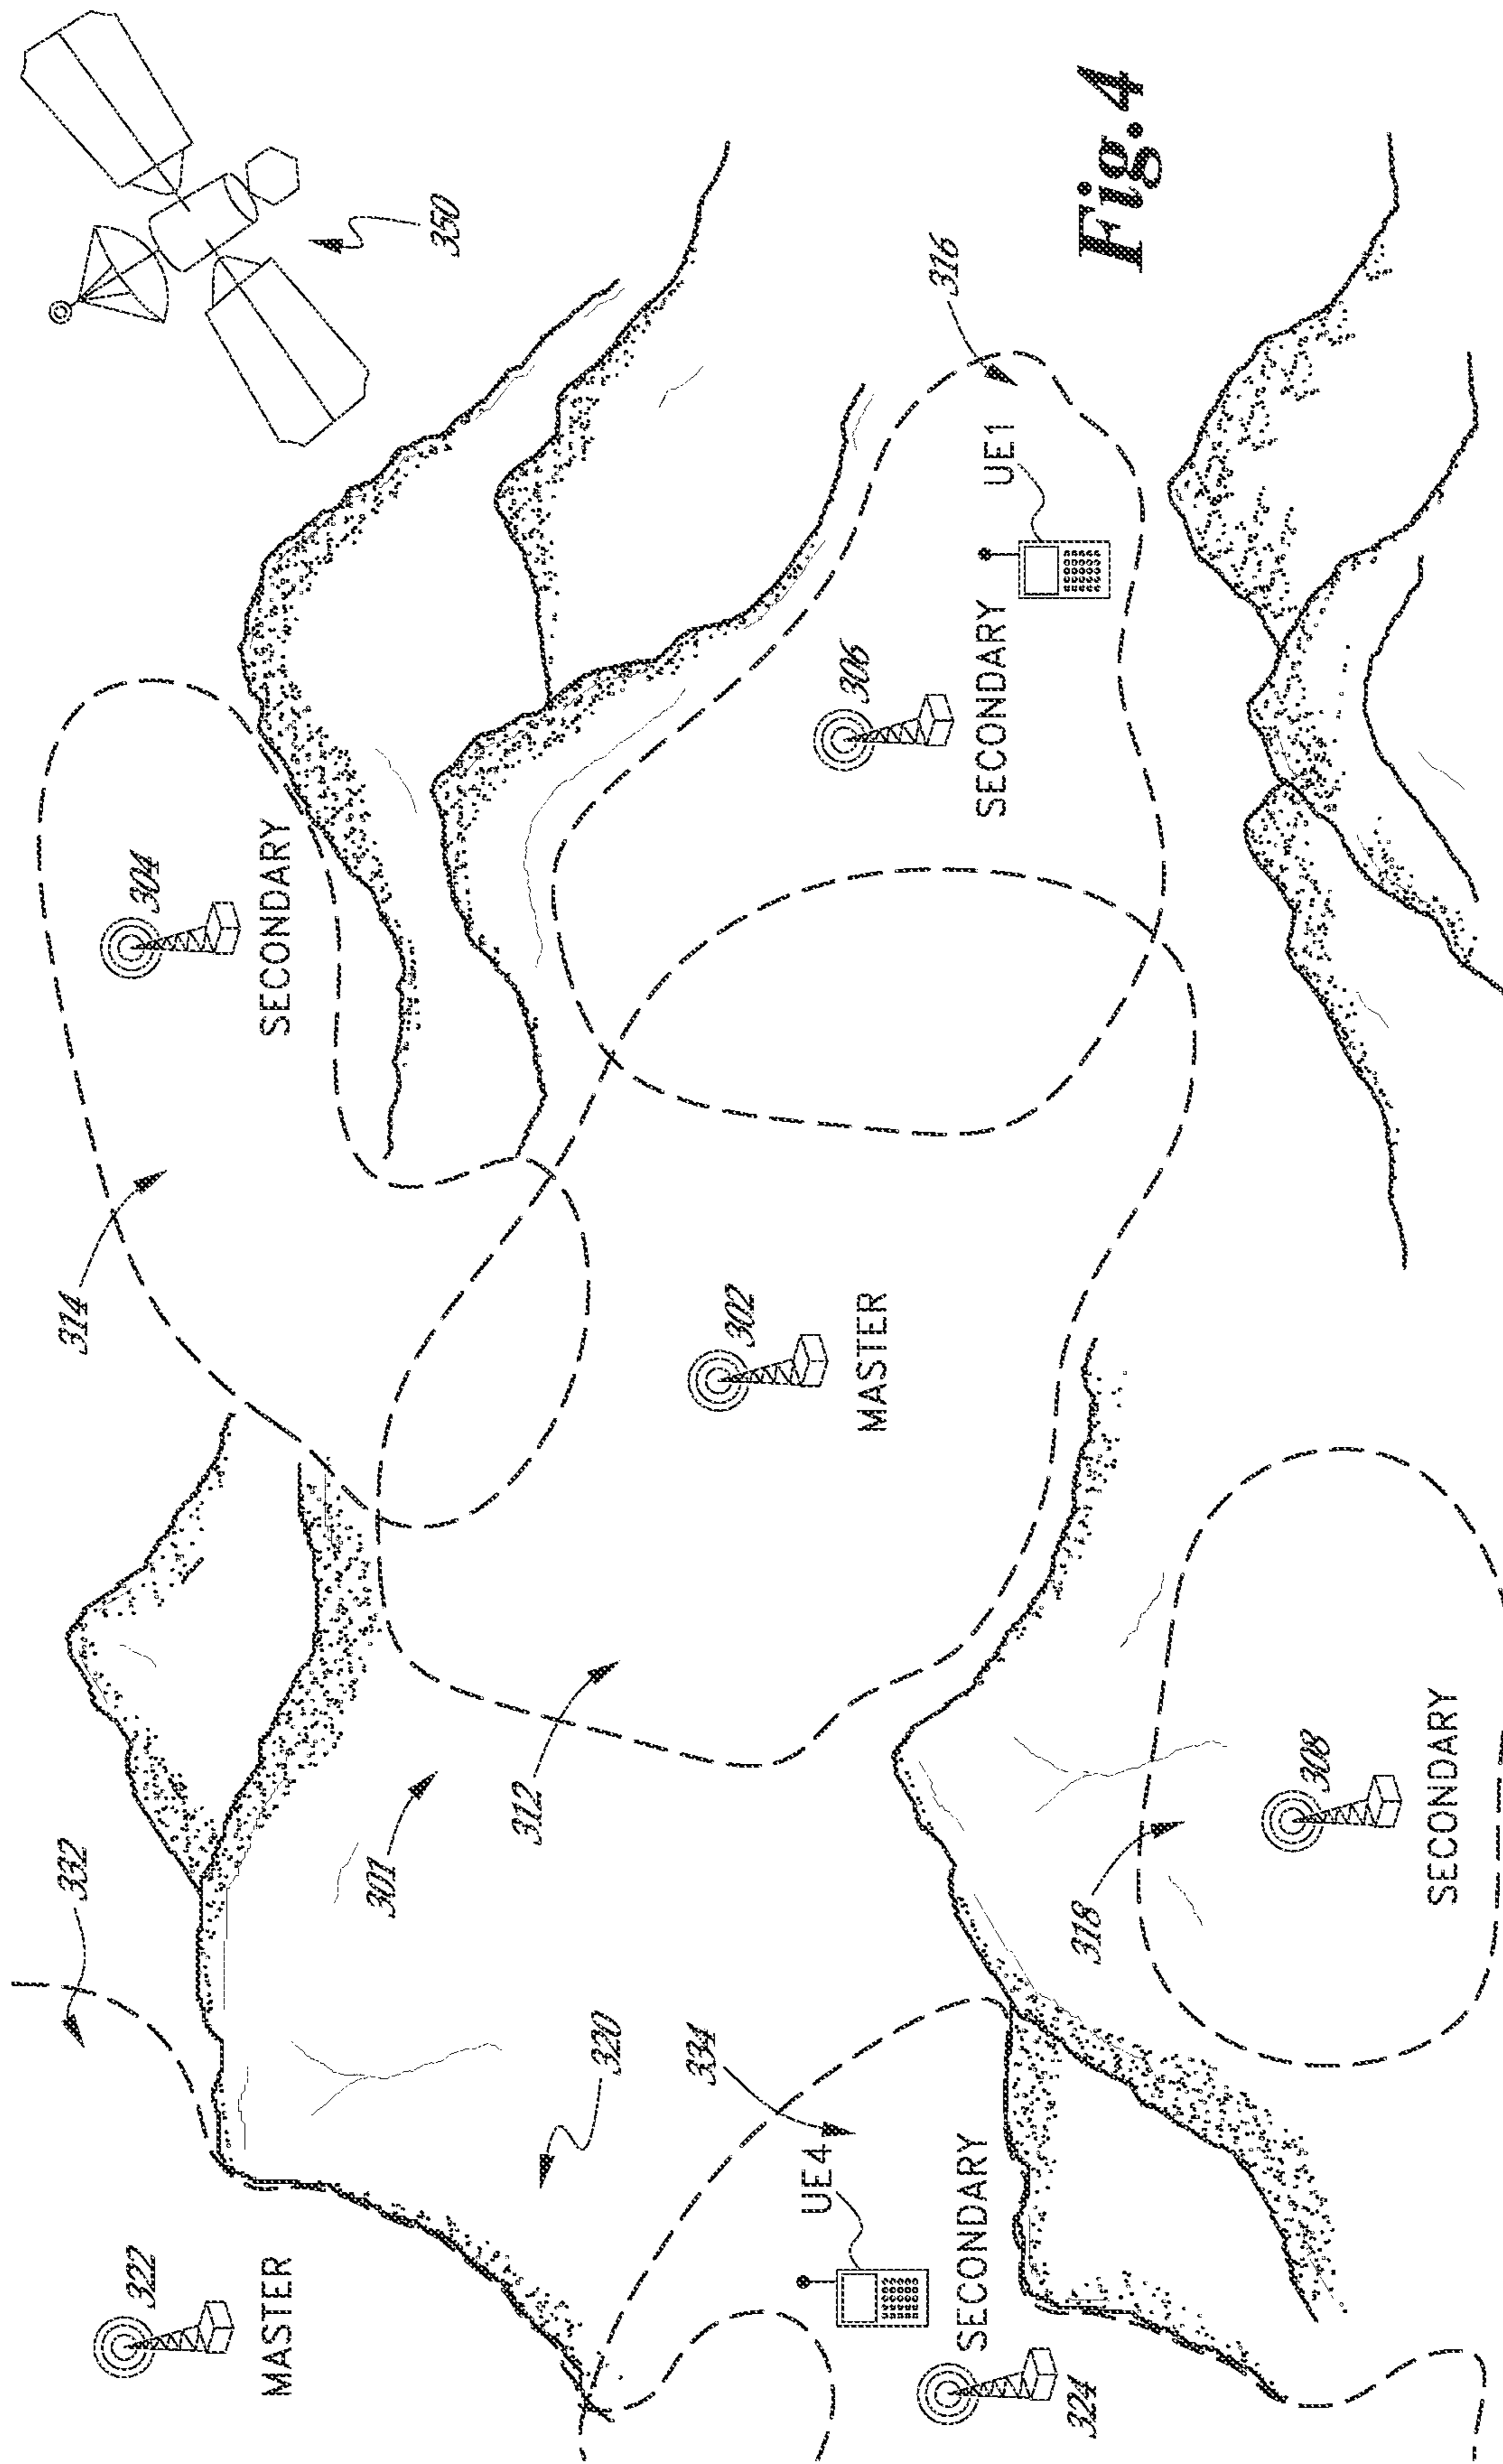 332
314
322
304
MASTER
SECONDARY
301
350
312
320
334
302
UE4
306
MASTER
316
SECONDARY
SECONDARY
UE1
324
318
Fig.4
308
SECONDARY